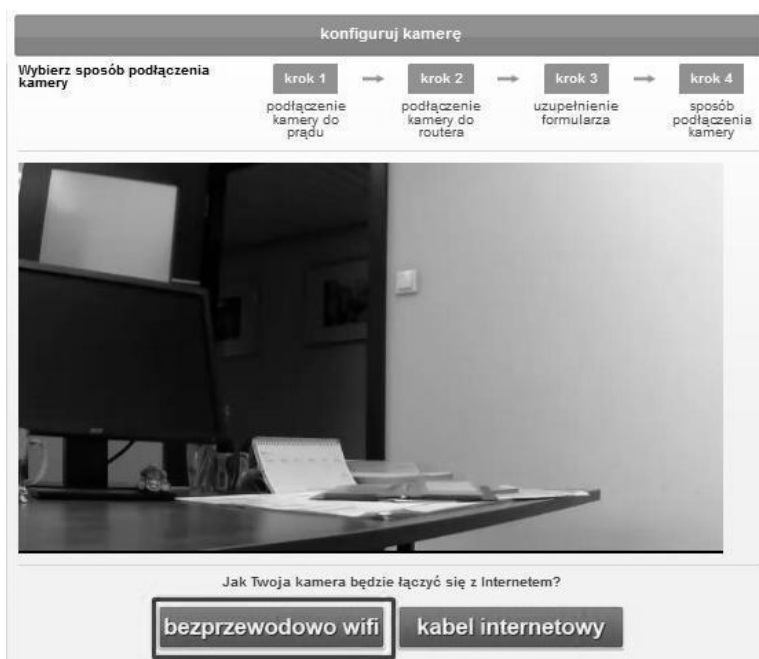 konfiguruj kamerę
Wybierz sposób podłączenia
kamery
krok 1
podłączenie
kamery do
prądu
krok 2
podłączenie
kamery do
routera
krok 3
uzupełnienie
formularza
krok 4
sposób
podłączenia
kamery
Jak Twoja kamera będzie łączyć się z Internetem?
bezprzewodowo wifi
kabel internetowy